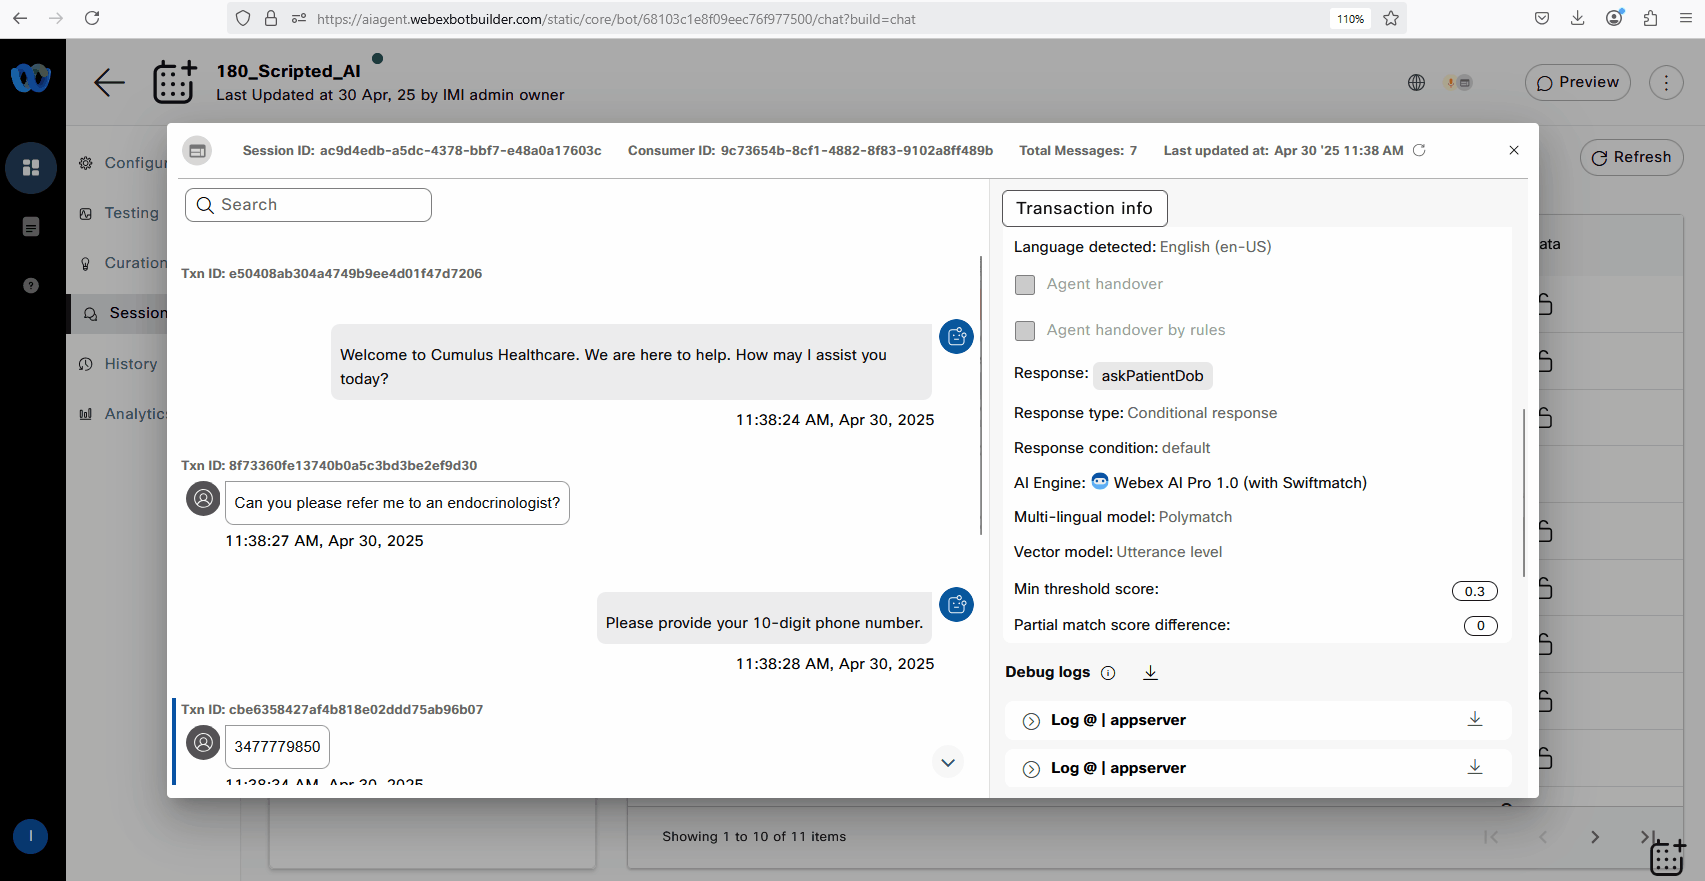 https://aiagent.webexbotbuilder.com/static/core/bot/68103c1e8f09eec76f977500/chat?build=chat
110%
180_Scripted_AI
Last Updated at 30 Apr, 25 by IMI admin owner
Preview
Configur
Testing
Curation
Session
History
Analytics
Refresh
ata
Session ID: ac9d4edb-a5dc-4378-bbf7-e48a0a17603c
Consumer ID: 9c73654b-8cf1-4882-8f83-9102a8ff489b
Total Messages: 7
Last updated at: Apr 30 '25 11:38 AM
Search
Txn ID: e50408ab304a4749b9ee4d01f47d7206
Welcome to Cumulus Healthcare. We are here to help. How may I assist you
today?
11:38:24 AM, Apr 30, 2025
Txn ID: 8f73360fe13740b0a5c3bd3be2ef9d30
Can you please refer me to an endocrinologist?
11:38:27 AM, Apr 30, 2025
Please provide your 10-digit phone number.
11:38:28 AM, Apr 30, 2025
Txn ID: cbe6358427af4b818e02ddd75ab96b07
3477779850
11:38:34 AM, Apr 30, 2025
Transaction info
Language detected: English (en-US)
Agent handover
Agent handover by rules
Response: askPatientDob
Response type: Conditional response
Response condition: default
AI Engine: Webex AI Pro 1.0 (with Swiftmatch)
Multi-lingual model: Polymatch
Vector model: Utterance level
Min threshold score: 0.3
Partial match score difference: 0
Debug logs
Log @ | appserver
Log @ | appserver
Showing 1 to 10 of 11 items
I